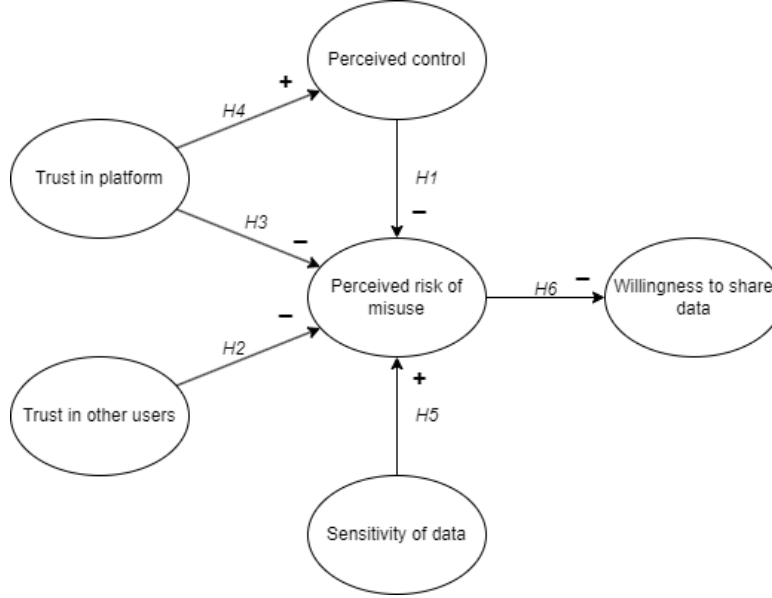 Perceived control
+
H4
Trust in platform
H1
H3
−
−
Perceived risk of
misuse
−
H6
Willingness to share
data
−
H2
Trust in other users
+
H5
Sensitivity of data